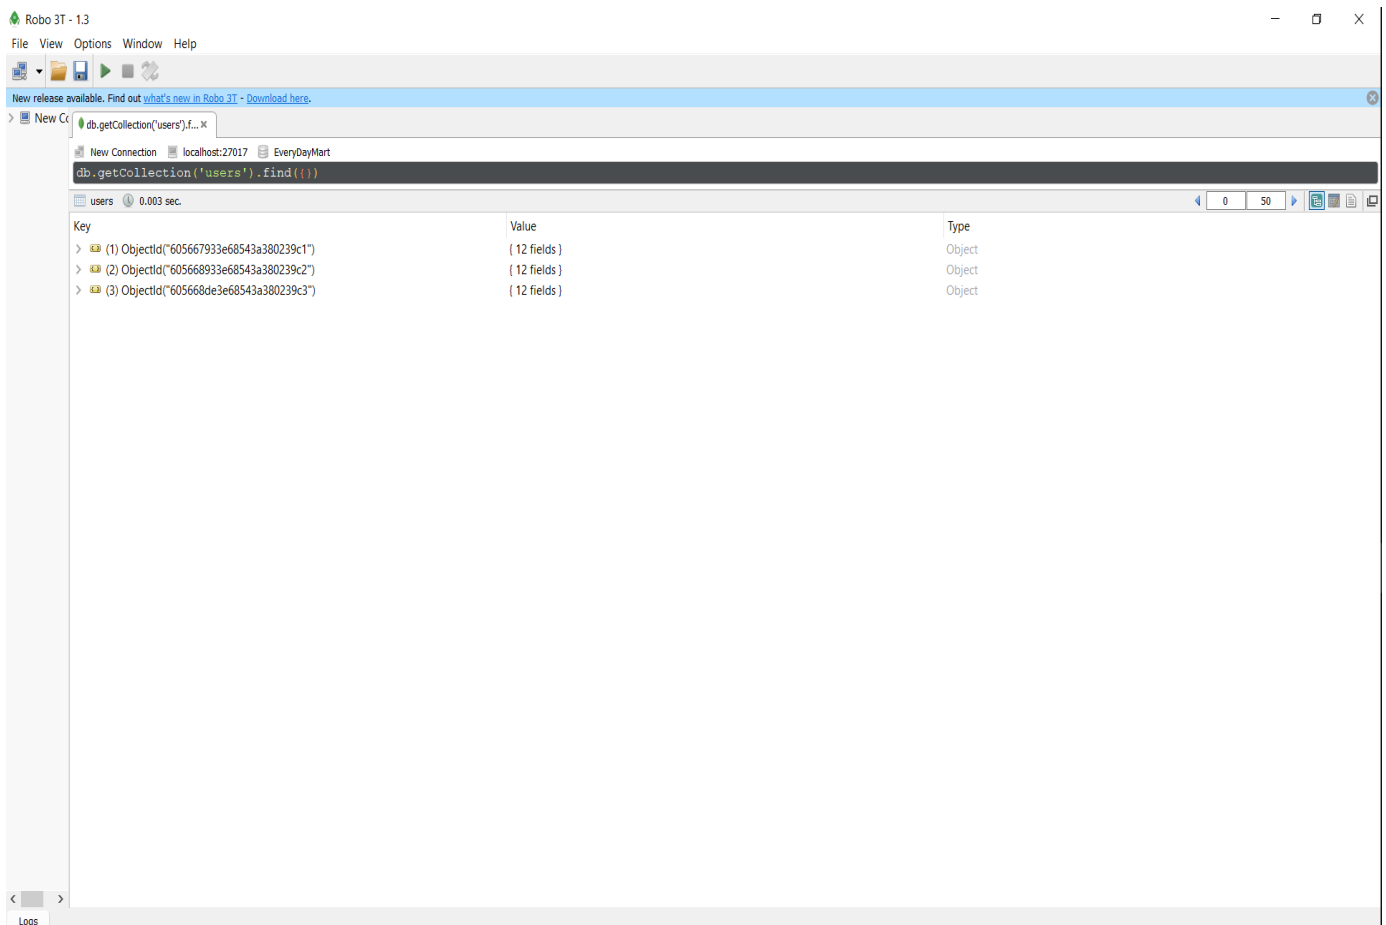 Robo 3T - 1.3
File View Options Window Help
New release available. Find out what's new in Robo 3T - Download here.
New Co
db.getCollection('users').f...
New Connection localhost:27017 EveryDayMart
db.getCollection('users').find({})
users 0.003 sec. 0 50
Key Value Type
(1) ObjectId("605667933e68543a380239c1") { 12 fields } Object
(2) ObjectId("605668933e68543a380239c2") { 12 fields } Object
(3) ObjectId("605668de3e68543a380239c3") { 12 fields } Object
Logs